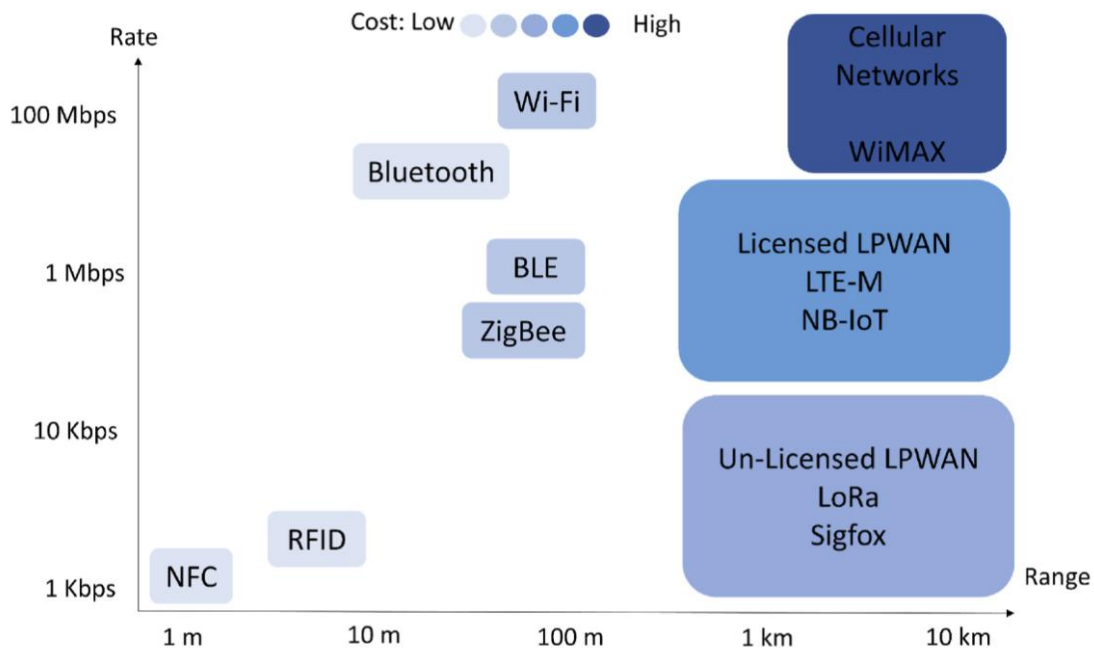 Cost: Low High
Rate
Cellular
Networks
WiMAX
Wi-Fi
100 Mbps
Bluetooth
Licensed LPWAN
LTE-M
NB-IoT
BLE
1 Mbps
ZigBee
10 Kbps
Un-Licensed LPWAN
LoRa
Sigfox
RFID
NFC
1 Kbps
Range
1 m 10 m 100 m 1 km 10 km